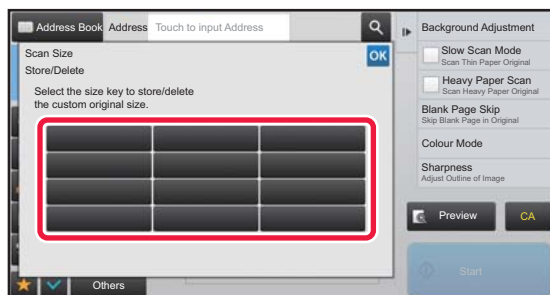 Address Book Address Touch to input Address
Scan Size
OK
Store/Delete
Select the size key to store/delete
the custom original size.
Others
Background Adjustment
Slow Scan Mode
Scan Thin Paper Original
Heavy Paper Scan
Scan Heavy Paper Original
Blank Page Skip
Skip Blank Page in Original
Colour Mode
Sharpness
Adjust Outline of Image
Preview CA
Start